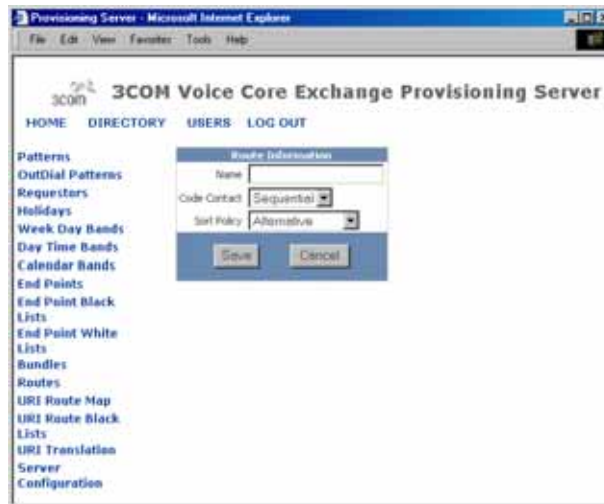 Provisioning Server - Microsoft Internet Explorer
File Edit View Favorites Tools Help
3com
3COM Voice Core Exchange Provisioning Server
HOME DIRECTORY USERS LOG OUT
Patterns
OutDial Patterns
Requestors
Holidays
Week Day Bands
Day Time Bands
Calendar Bands
End Points
End Point Black
Lists
End Point White
Lists
Bundles
Routes
URI Route Map
URI Route Black
Lists
URI Translation
Server
Configuration
Route Information
Name
Code Contact Sequential
Sort Policy Alternative
Save Cancel